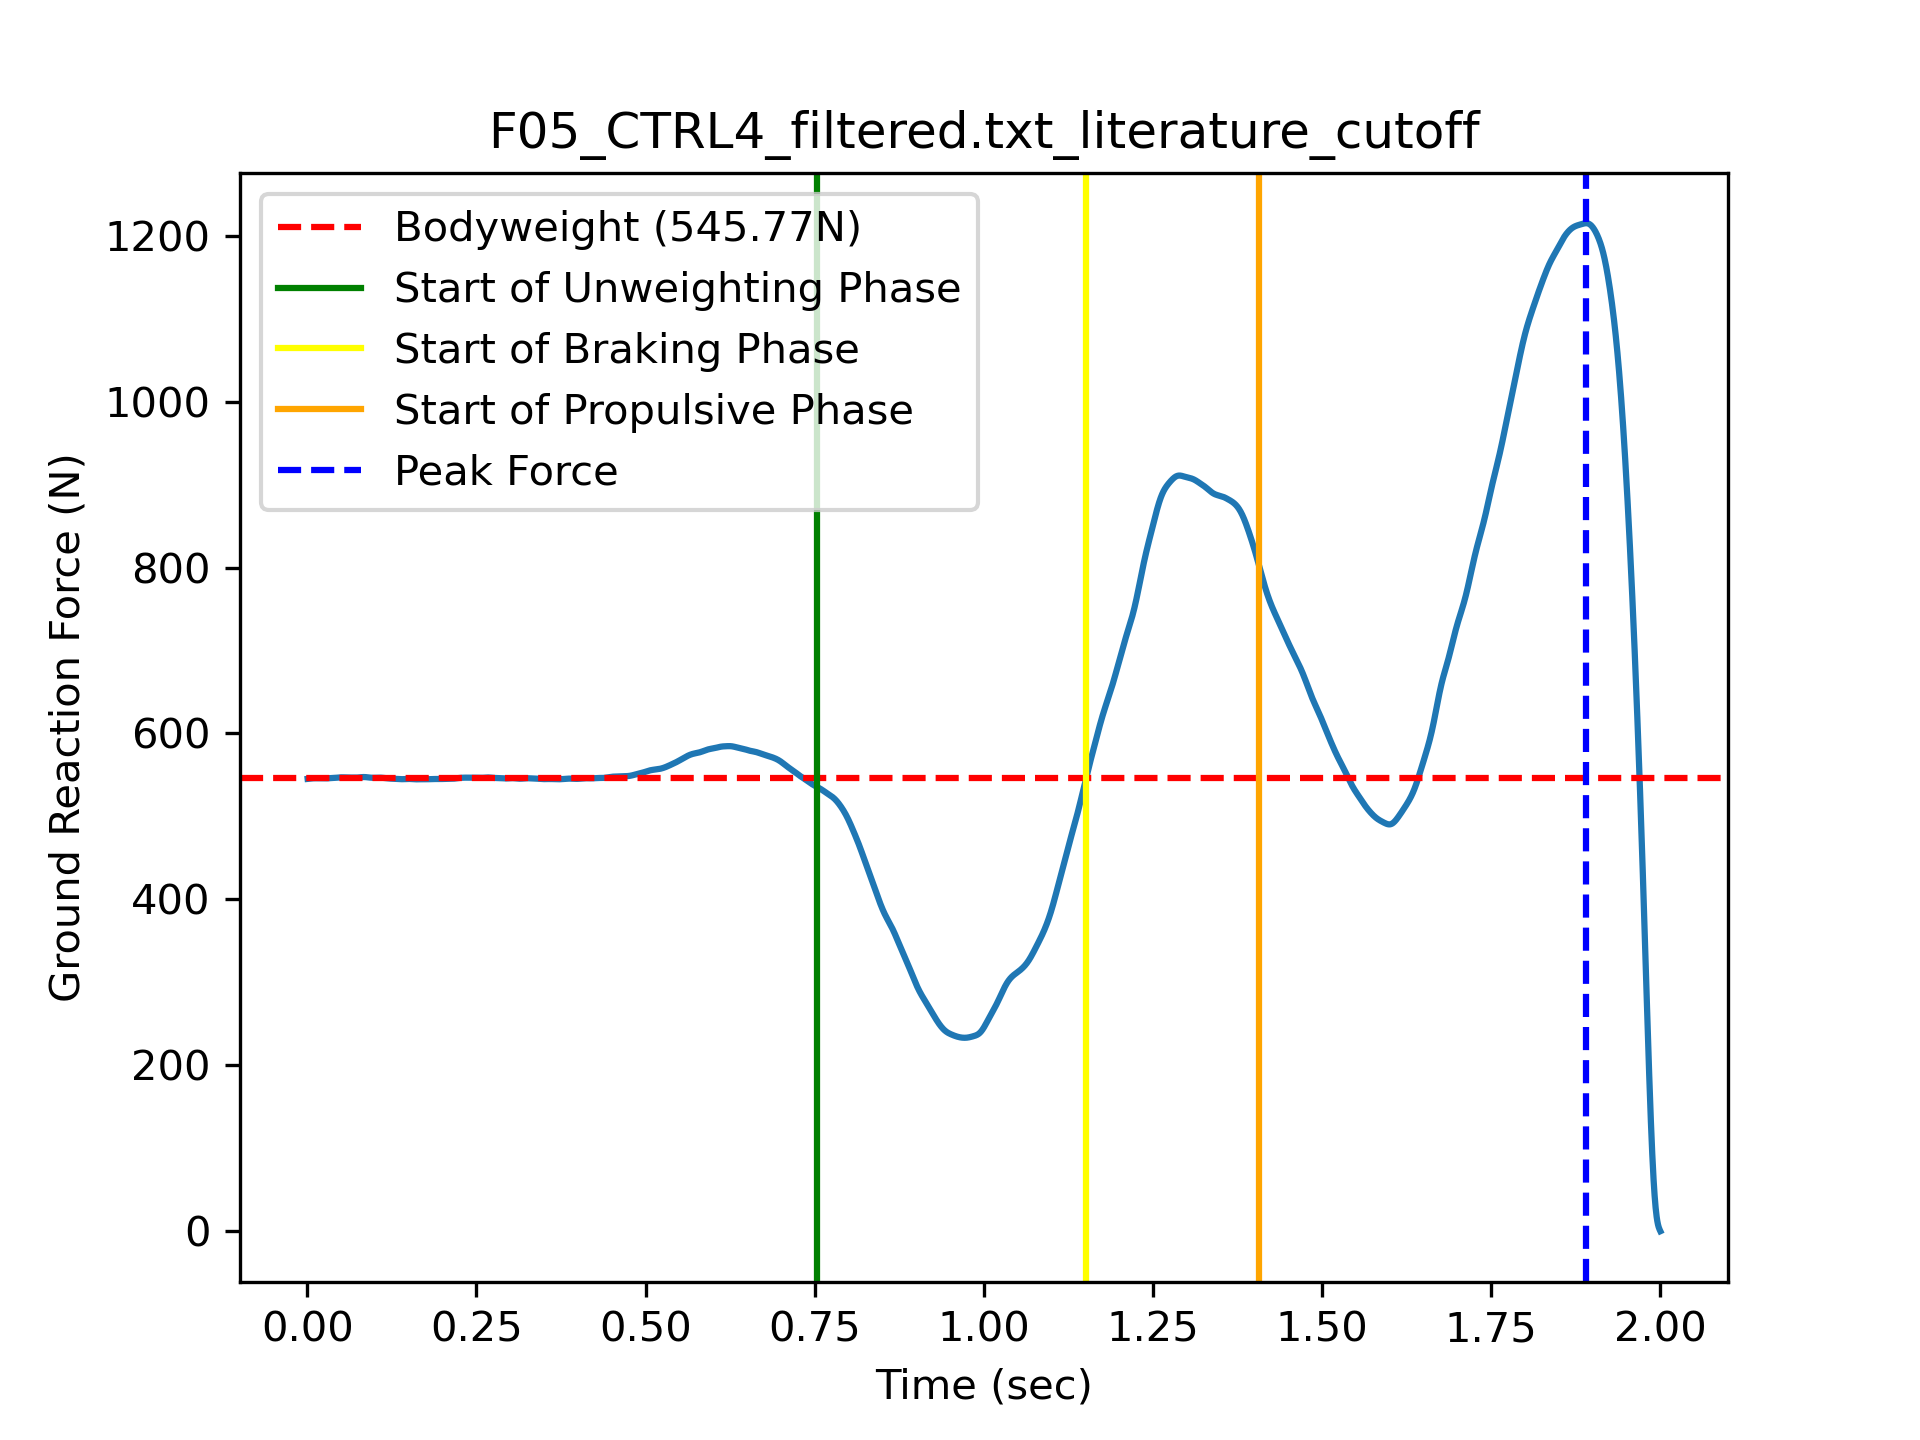 F05_CTRL4_filtered.txt_literature_cutoff
Bodyweight (545.77N)
Start of Unweighting Phase
Start of Braking Phase
Start of Propulsive Phase
Peak Force
Ground Reaction Force (N)
1200
1000
800
600
400
200
0
0.00 0.25 0.50 0.75 1.00 1.25 1.50 1.75 2.00
Time (sec)